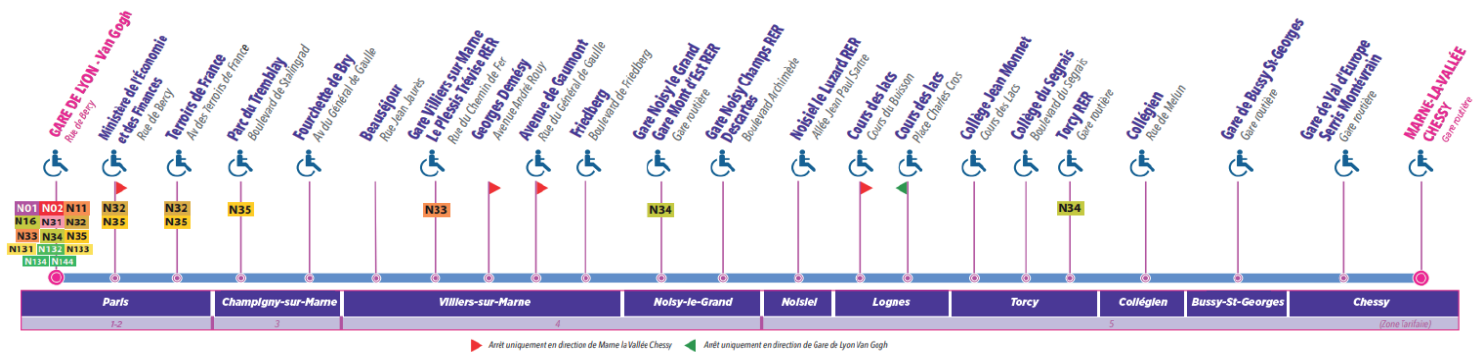 GARE DE LYON - Van Gogh
Rue de Bercy
Ministère de l'Économie
et des Finances
Rue de Bercy
Terroirs de France
Av des Terroirs de France
Parc du Tremblay
Boulevard de Stalingrad
Fourchette de Bry
Av du Général de Gaulle
Beauséjour
Rue Jean Jaurès
Gare Villiers sur Marne
Le Plessis Trévice RER
Rue du Chemin de Fer
Georges Demésy
Avenue André Rouy
Avenue de Gaumont
Rue du Général de Gaulle
Friedberg
Boulevard de Friedberg
Gare Noisy le Grand
Gare Mont d'Est RER
Gare routière
Gare Noisy Champs RER
Descartes
Boulevard Archimède
Noisiel le Luzard RER
Allée Jean Paul Sartre
Cours des lacs
Cours du Buisson
Cours des lacs
Place Charles Cros
Collège Jean Monnet
Cours des Lacs
Collège du Segrais
Boulevard du Segrais
Torcy RER
Gare routière
Collégien
Rue de Melun
Gare de Bussy St-Georges
Gare routière
Gare de Val d'Europe
Serris Montévrain
Gare routière
MARNE-LA-VALLÉE
CHESSY
Gare routière
N01 N02 N11
N16 N31 N32
N33 N34 N35
N131 N132 N133
N134 N144
N32
N35
N32
N35
N35
N33
N34
N34
Paris Champigny-sur-Marne Villiers-sur-Marne Noisy-le-Grand Noisiel Lognes Torcy Collégien Bussy-St-Georges Chessy
1-2 3 4 5 (Zone Tarifaire)
Arrêt uniquement en direction de Marne la Vallée Chessy Arrêt uniquement en direction de Gare de Lyon Van Gogh